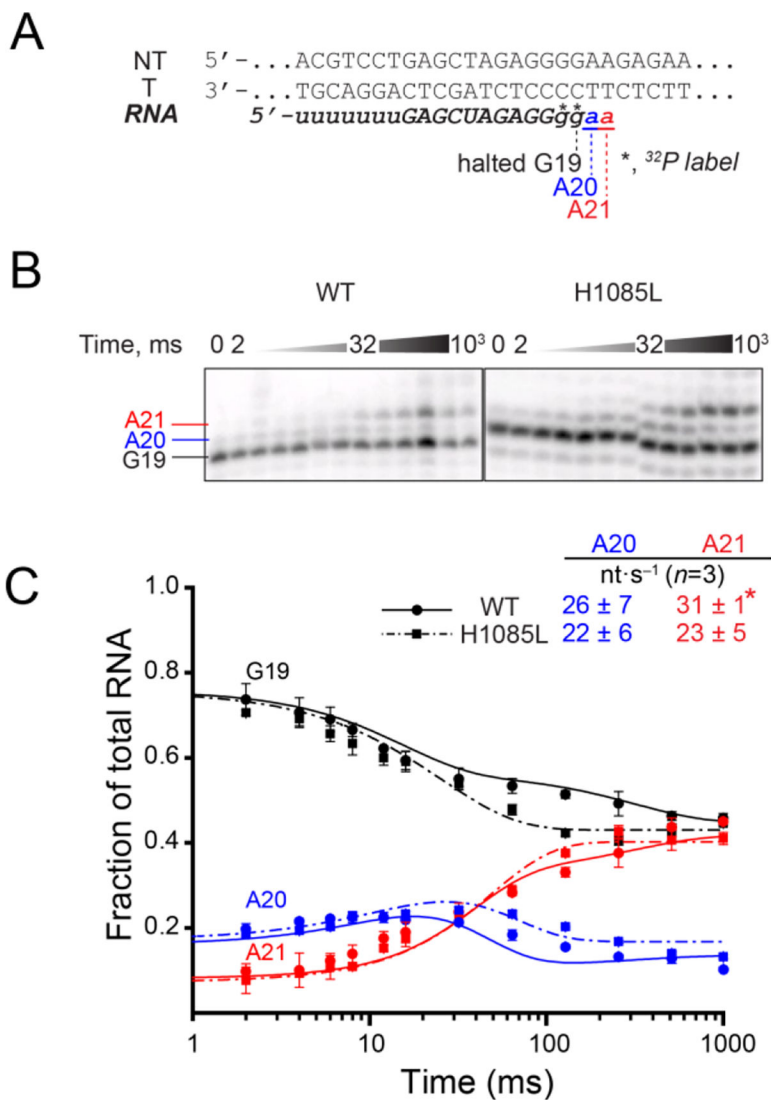 A
NT 5′-...ACGTCCTGAGCTAGAGGGGAAGAGAA...
T 3′-...TGCAGGACTCGATCTCCCCTTCTCTT...
RNA 5′-uuuuuuuGAGCUAGAGGggaa
* *
halted G19 *, ³²P label
A20
A21
B
WT H1085L
Time, ms 0 2 32 10³ 0 2 32 10³
A21
A20
G19
C
A20 A21
nt·s⁻¹ (n=3)
WT 26 ± 7 31 ± 1*
H1085L 22 ± 6 23 ± 5
Fraction of total RNA
1.0
0.8
0.6
0.4
0.2
G19
A20
A21
1 10 100 1000
Time (ms)